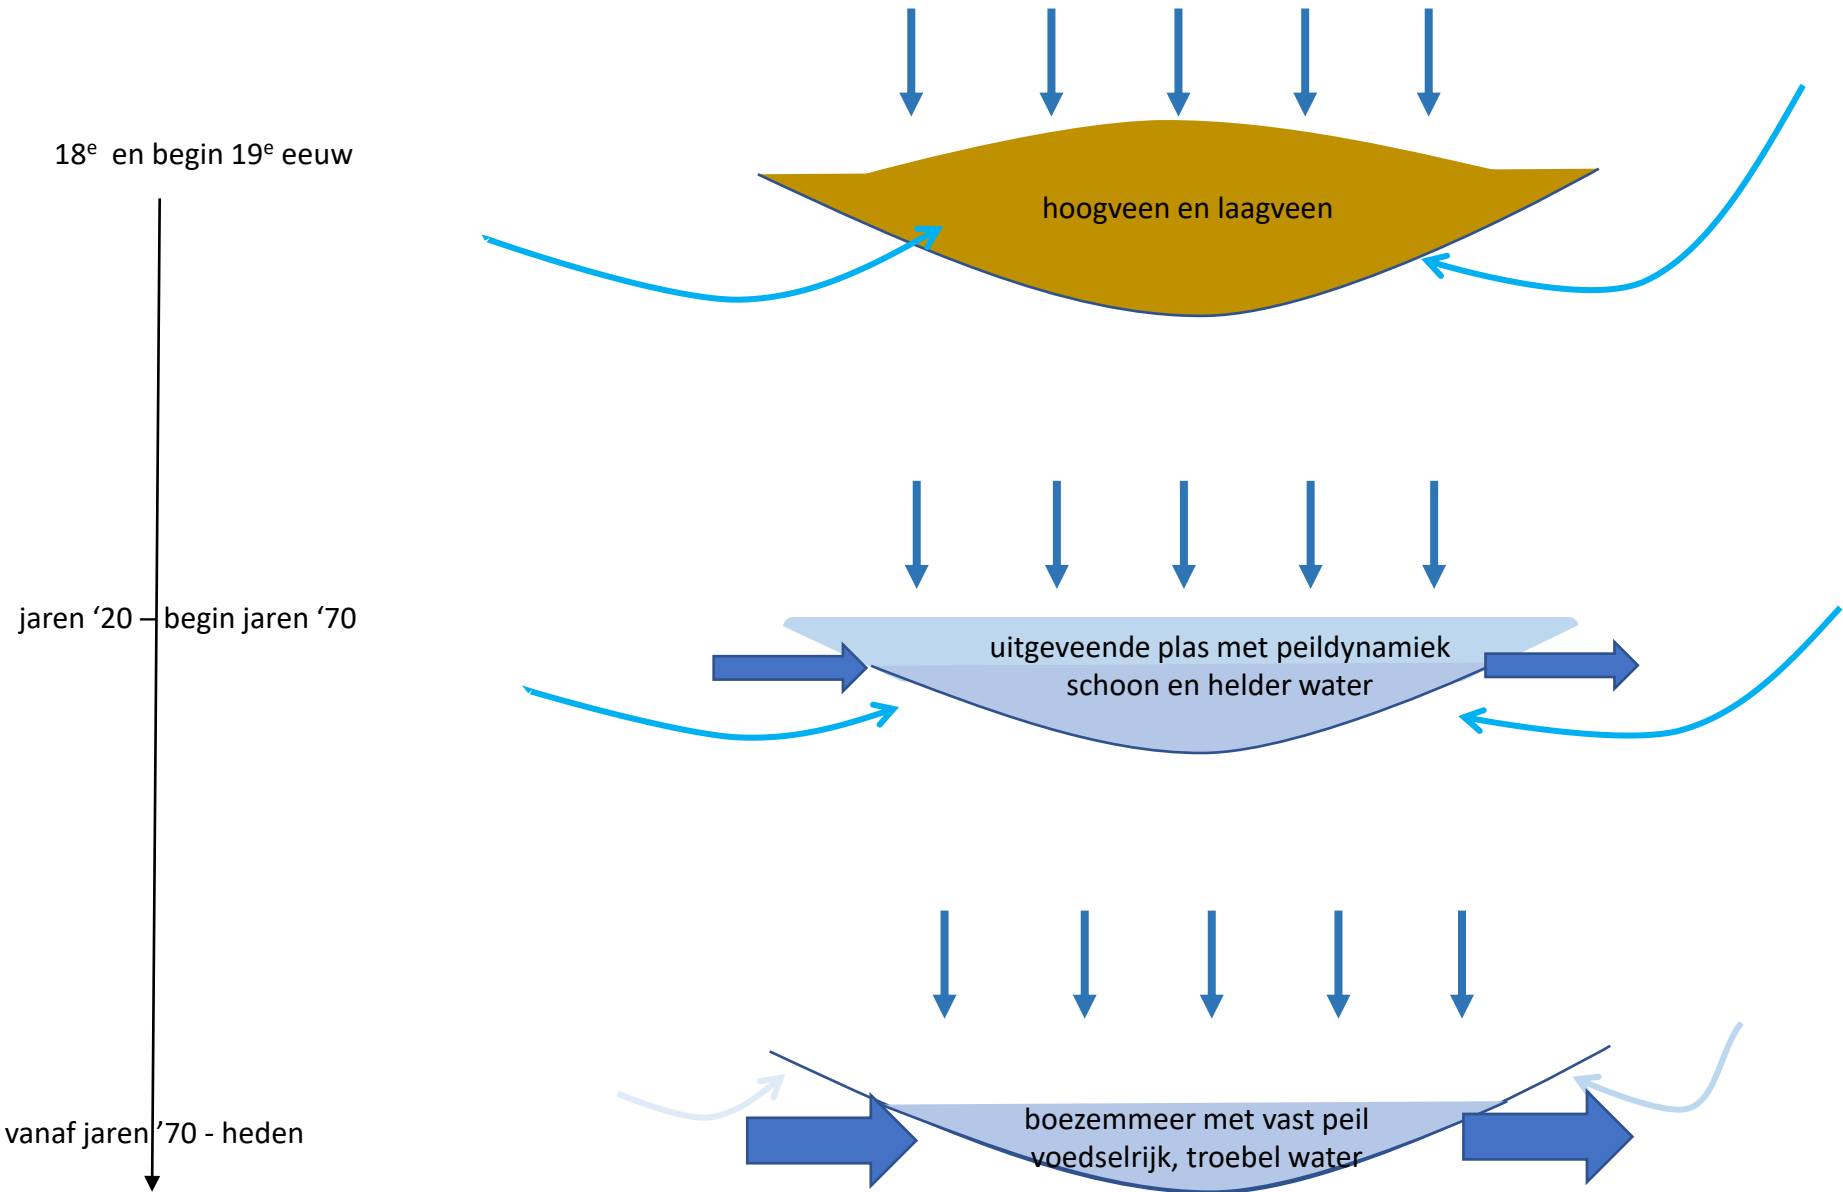 18e en begin 19e eeuw
hoogveen en laagveen
jaren ‘20 – begin jaren ‘70
uitgeveende plas met peildynamiek
schoon en helder water
vanaf jaren ’70 - heden
boezemmeer met vast peil
voedselrijk, troebel water